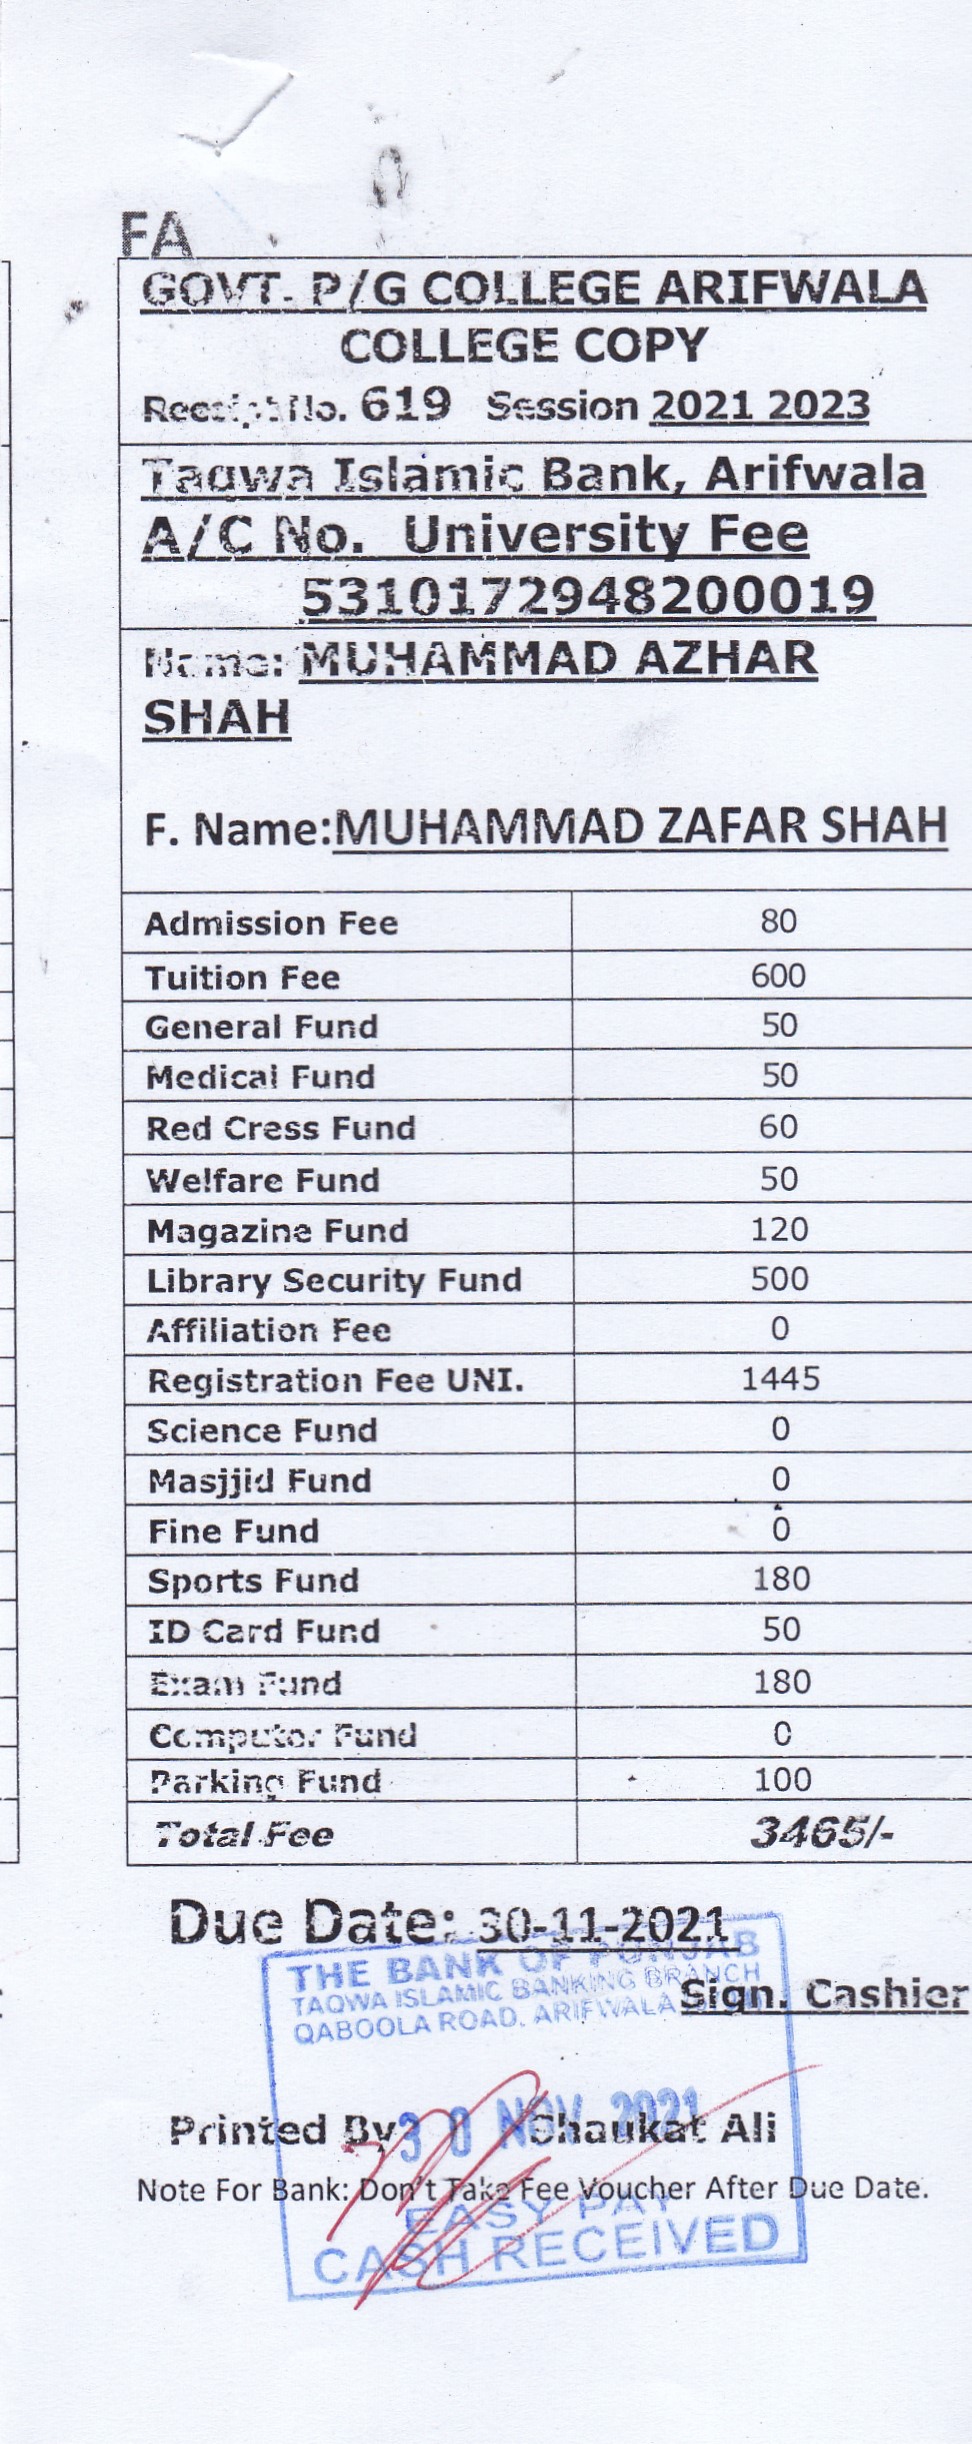 FA
GOVT. P/G COLLEGE ARIFWALA
COLLEGE COPY
Receipt No. 619 Session 2021 2023
Taqwa Islamic Bank, Arifwala
A/C No. University Fee
5310172948200019
Name: MUHAMMAD AZHAR
SHAH
F. Name:MUHAMMAD ZAFAR SHAH
Admission Fee 80
Tuition Fee 600
General Fund 50
Medical Fund 50
Red Cress Fund 60
Welfare Fund 50
Magazine Fund 120
Library Security Fund 500
Affiliation Fee 0
Registration Fee UNI. 1445
Science Fund 0
Masjjid Fund 0
Fine Fund 0
Sports Fund 180
ID Card Fund 50
Exam Fund 180
Computor Fund 0
Parking Fund 100
Total Fee 3465/-
Due Date: 30-11-2021
THE BANK OF PUNJAB
TAQWA ISLAMIC BANKING BRANCH
QABOOLA ROAD, ARIFWALA
Sign. Cashier
30 NOV 2021
Printed By Shaukat Ali
Note For Bank: Don't Take Fee Voucher After Due Date.
EASY PAY
CASH RECEIVED